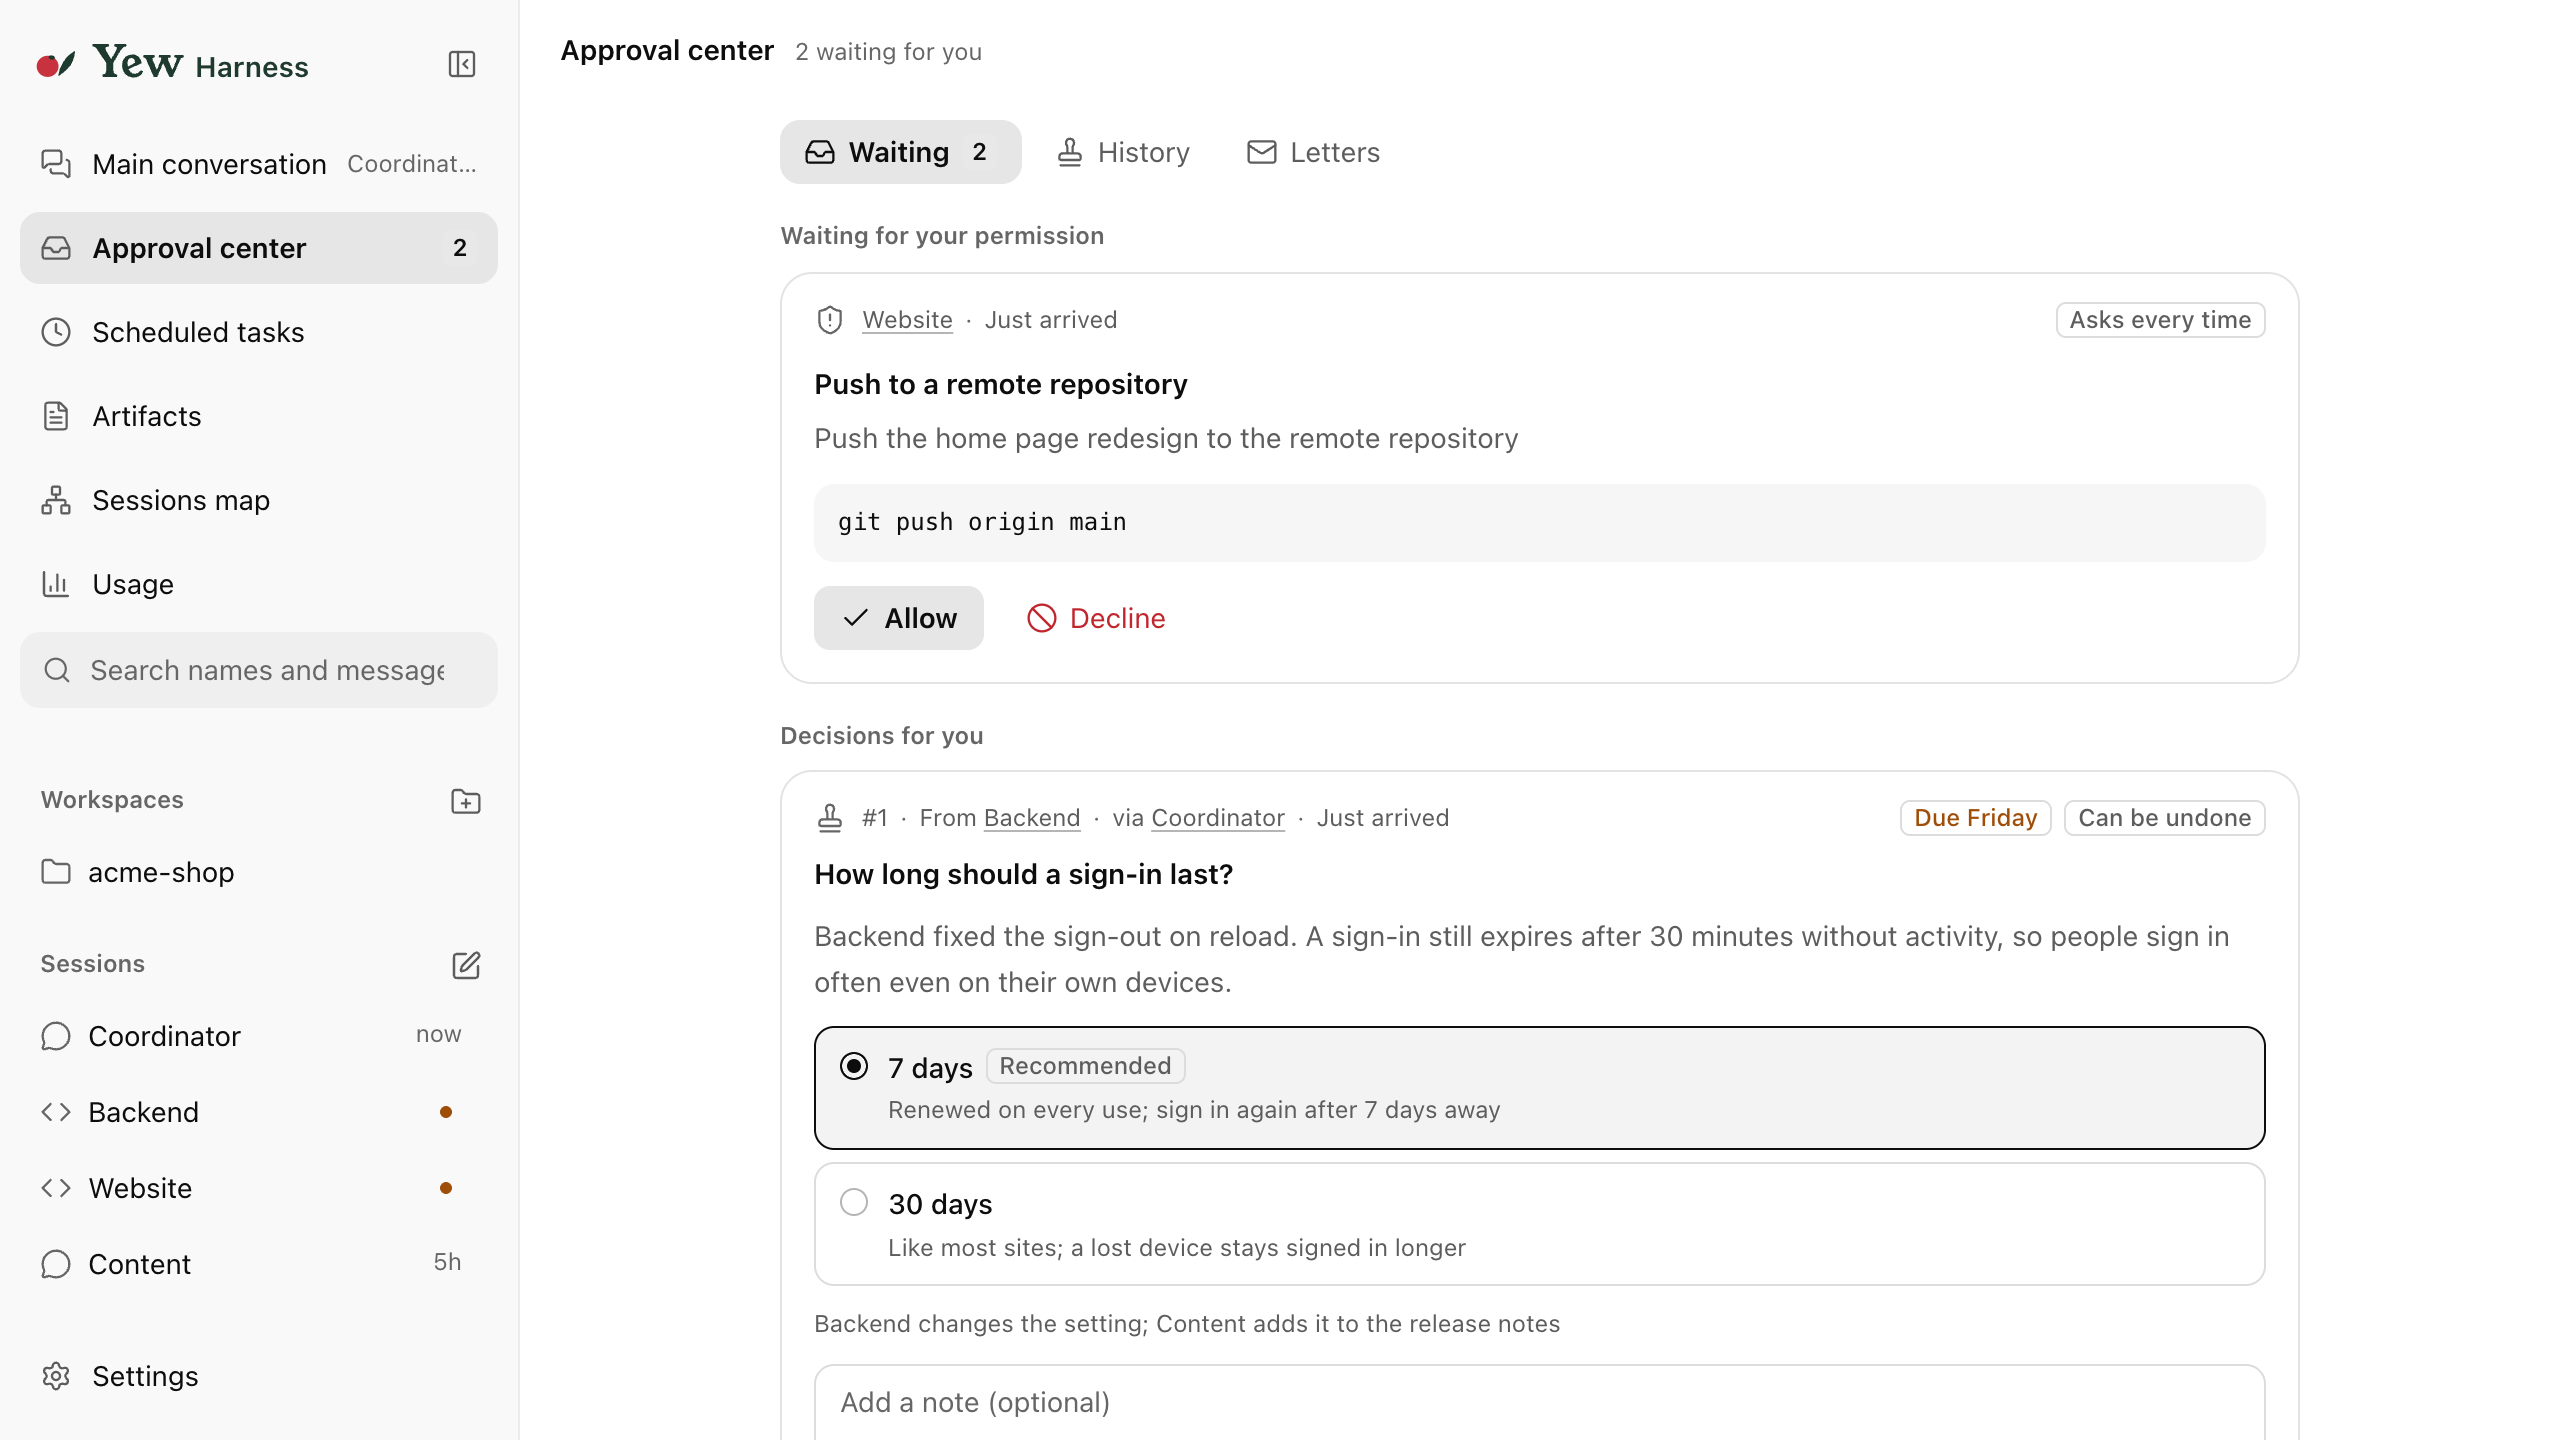 Yew Harness
Main conversation Coordinat...
Approval center 2
Scheduled tasks
Artifacts
Sessions map
Usage
Search names and message
Workspaces
acme-shop
Sessions
Coordinator now
Backend
Website
Content 5h
Settings
Approval center 2 waiting for you
Waiting 2 History Letters
Waiting for your permission
Website · Just arrived Asks every time
Push to a remote repository
Push the home page redesign to the remote repository
git push origin main
Allow Decline
Decisions for you
#1 · From Backend · via Coordinator · Just arrived Due Friday Can be undone
How long should a sign-in last?
Backend fixed the sign-out on reload. A sign-in still expires after 30 minutes without activity, so people sign in
often even on their own devices.
7 days Recommended
Renewed on every use; sign in again after 7 days away
30 days
Like most sites; a lost device stays signed in longer
Backend changes the setting; Content adds it to the release notes
Add a note (optional)